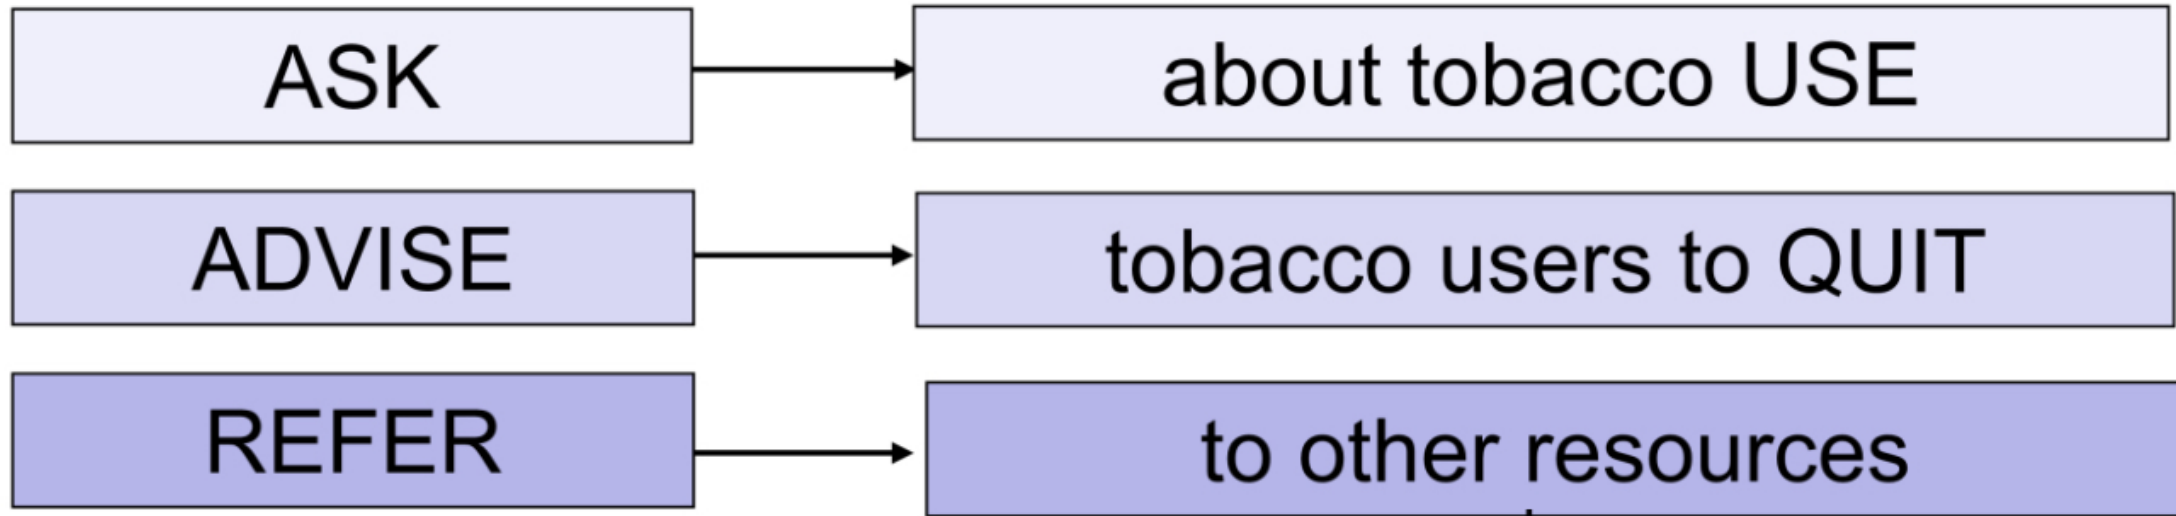 ASK
about tobacco USE
ADVISE
tobacco users to QUIT
REFER
to other resources